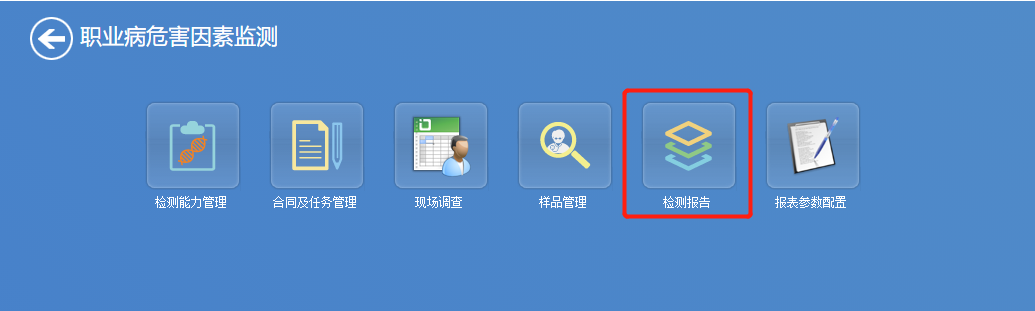 职业病危害因素监测
检测能力管理
合同及任务管理
现场调查
样品管理
检测报告
报表参数配置